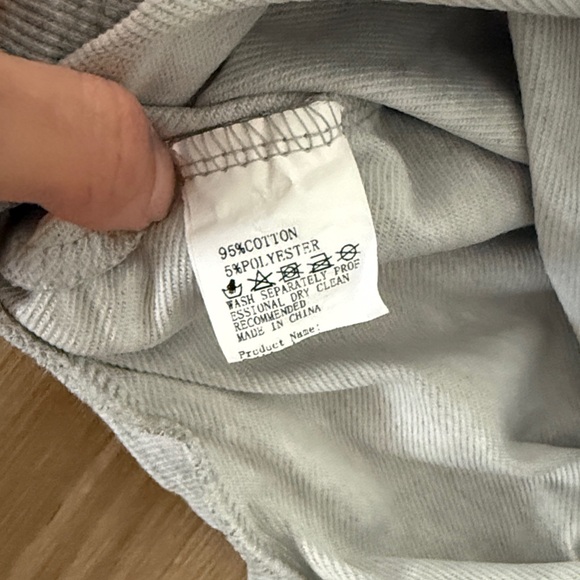 95%COTTON
5%POLYESTER
WASH SEPARATELY PROF
ESSIONAL DRY CLEAN
RECOMMENDED
MADE IN CHINA
Product Name: